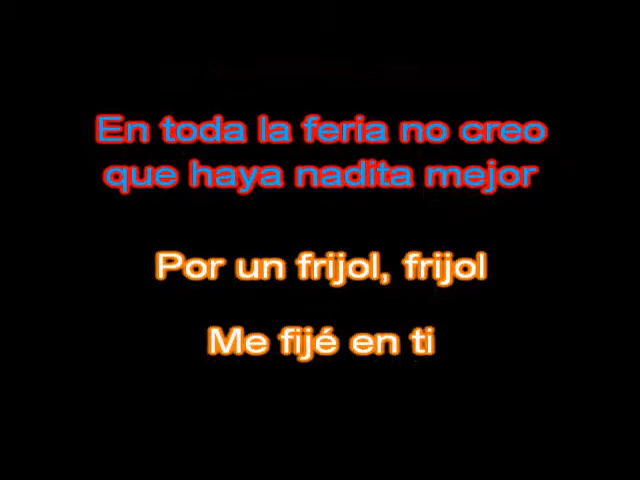 En toda la feria no creo
que haya nadita mejor
Por un frijol, frijol
Me fijé en ti